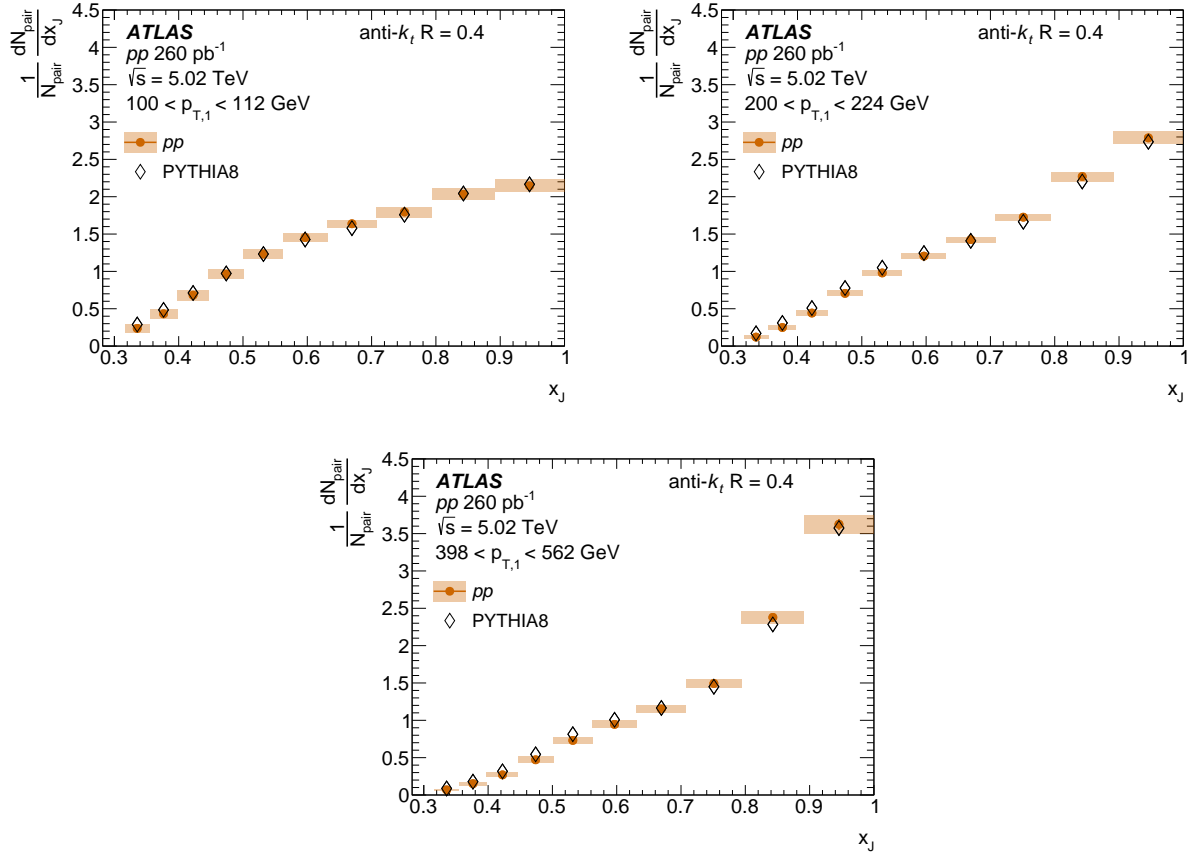 ATLAS
anti-k_t R = 0.4
pp 260 pb⁻¹
√s = 5.02 TeV
100 < p_T,1 < 112 GeV
pp
PYTHIA8
1/N_pair dN_pair/dx_J
4.5
4
3.5
3
2.5
2
1.5
1
0.5
0
0.3 0.4 0.5 0.6 0.7 0.8 0.9 1
x_J
ATLAS
anti-k_t R = 0.4
pp 260 pb⁻¹
√s = 5.02 TeV
200 < p_T,1 < 224 GeV
pp
PYTHIA8
1/N_pair dN_pair/dx_J
4.5
4
3.5
3
2.5
2
1.5
1
0.5
0
0.3 0.4 0.5 0.6 0.7 0.8 0.9 1
x_J
ATLAS
anti-k_t R = 0.4
pp 260 pb⁻¹
√s = 5.02 TeV
398 < p_T,1 < 562 GeV
pp
PYTHIA8
1/N_pair dN_pair/dx_J
4.5
4
3.5
3
2.5
2
1.5
1
0.5
0
0.3 0.4 0.5 0.6 0.7 0.8 0.9 1
x_J